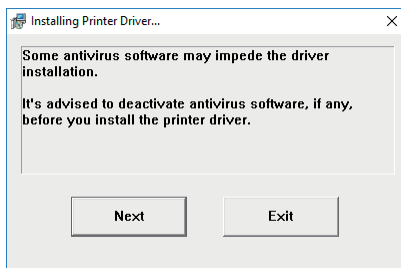 Installing Printer Driver...
Some antivirus software may impede the driver
installation.
It's advised to deactivate antivirus software, if any,
before you install the printer driver.
Next
Exit